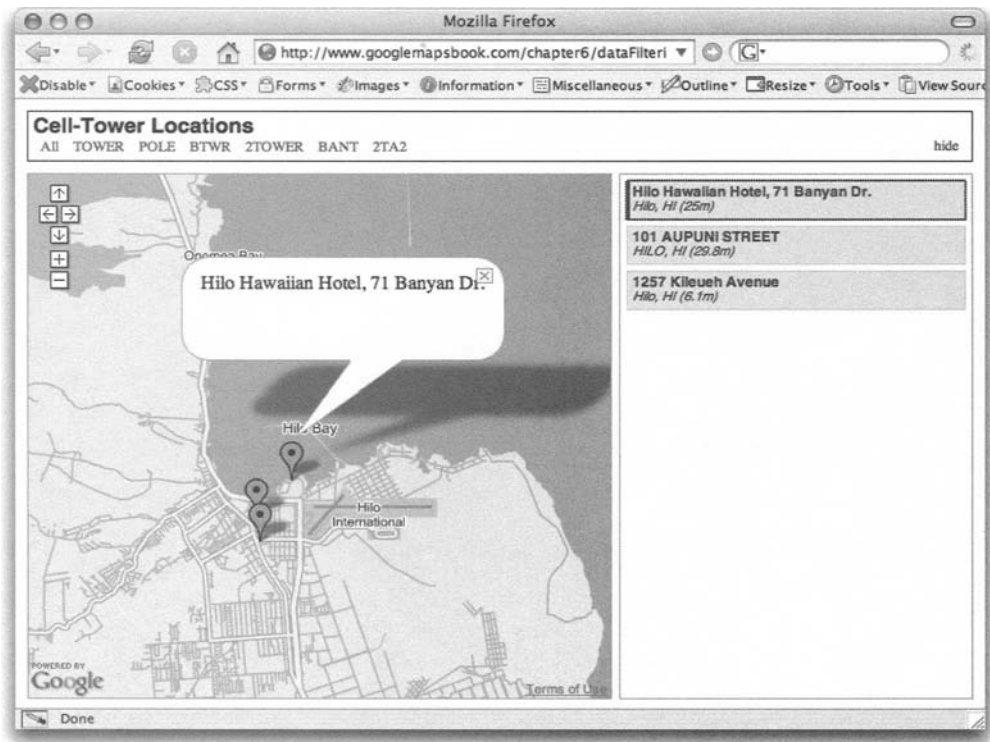 Mozilla Firefox
http://www.googlemapsbook.com/chapter6/dataFilteri
G
Disable Cookies CSS Forms Images Information Miscellaneous Outline Resize Tools View Sourc
Cell-Tower Locations
All TOWER POLE BTWR 2TOWER BANT 2TA2
hide
Onomea Bay
Hilo Hawaiian Hotel, 71 Banyan Dr.
Hilo Bay
Hilo
International
POWERED BY
Google
Terms of Use
Hilo Hawaiian Hotel, 71 Banyan Dr.
Hilo, HI (25m)
101 AUPUNI STREET
HILO, HI (29.8m)
1257 Kileueh Avenue
Hilo, HI (6.1m)
Done